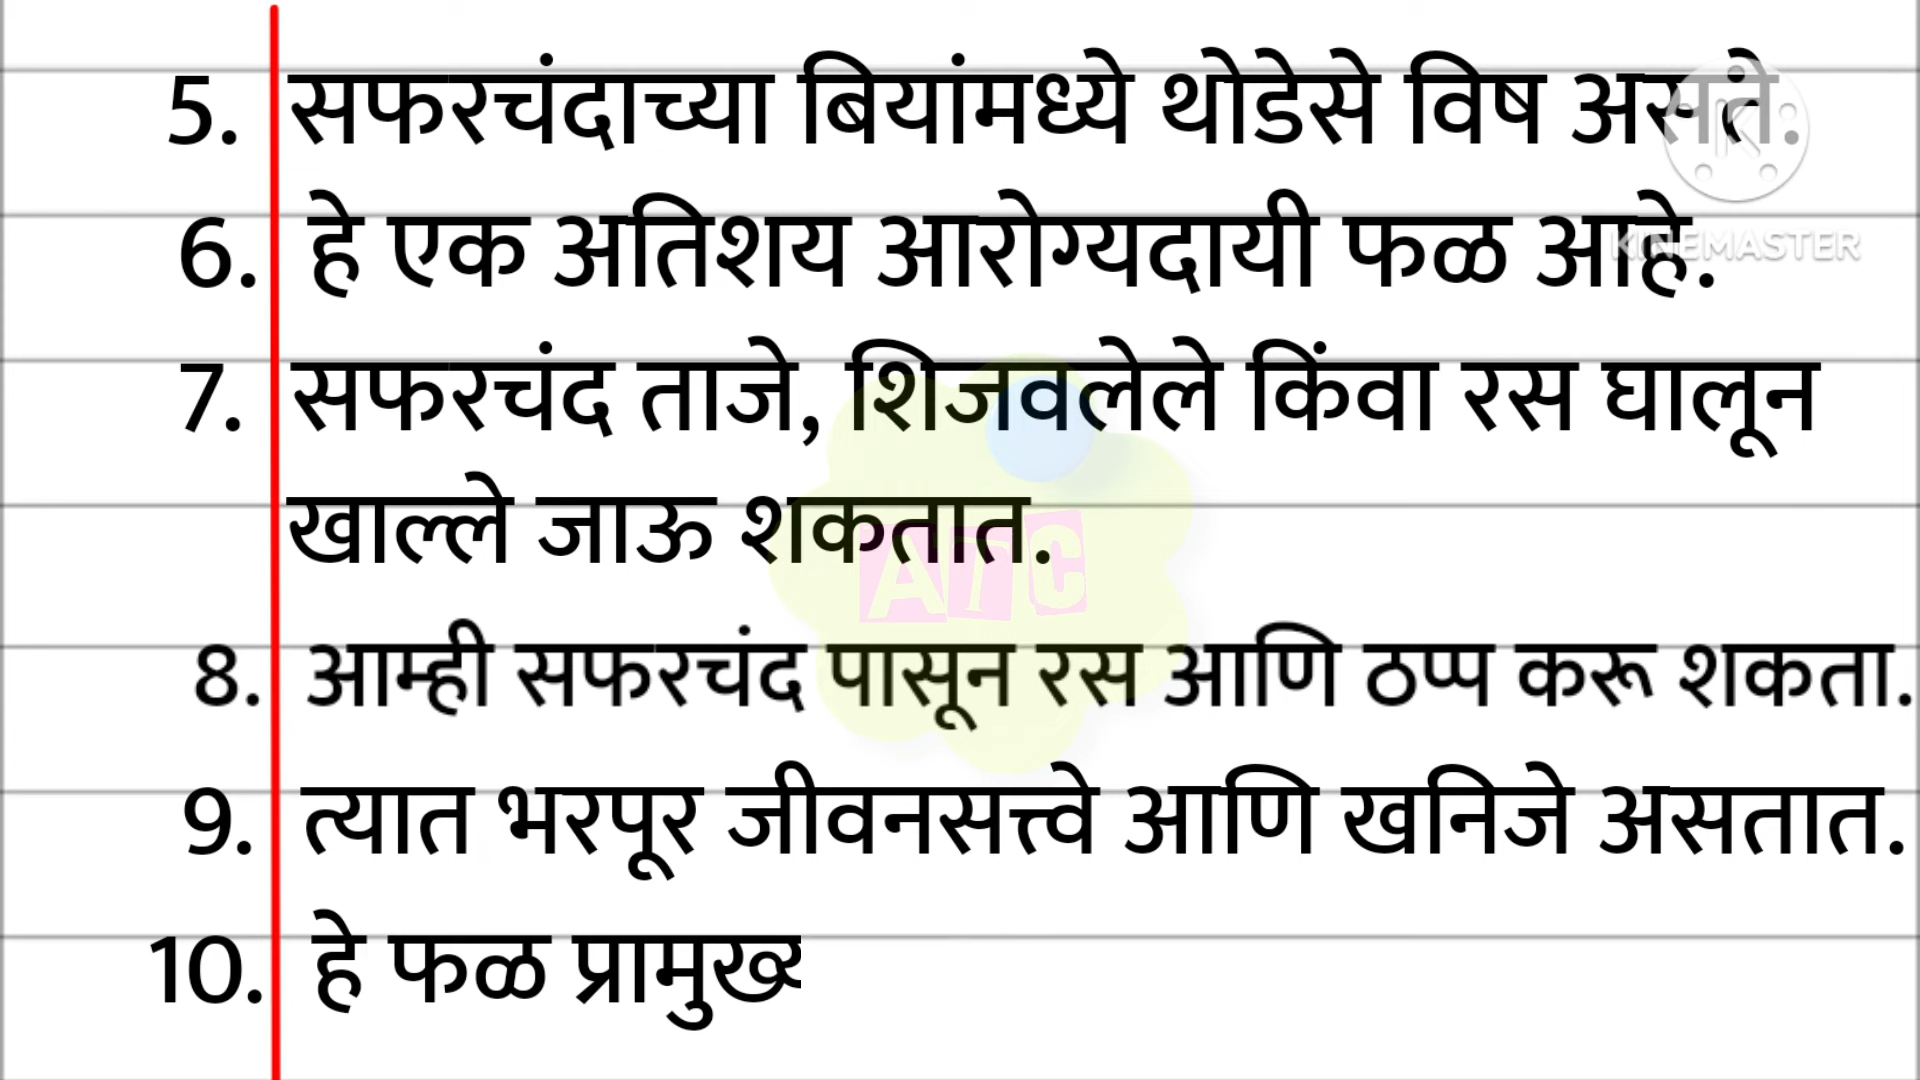 5. सफरचंदाच्या बियांमध्ये थोडेसे विष असते.
KINEMASTER
6. हे एक अतिशय आरोग्यदायी फळ आहे.
7. सफरचंद ताजे, शिजवलेले किंवा रस घालून
खाल्ले जाऊ शकतात.
ATC
8. आम्ही सफरचंद पासून रस आणि ठप्प करू शकता.
9. त्यात भरपूर जीवनसत्त्वे आणि खनिजे असतात.
10. हे फळ